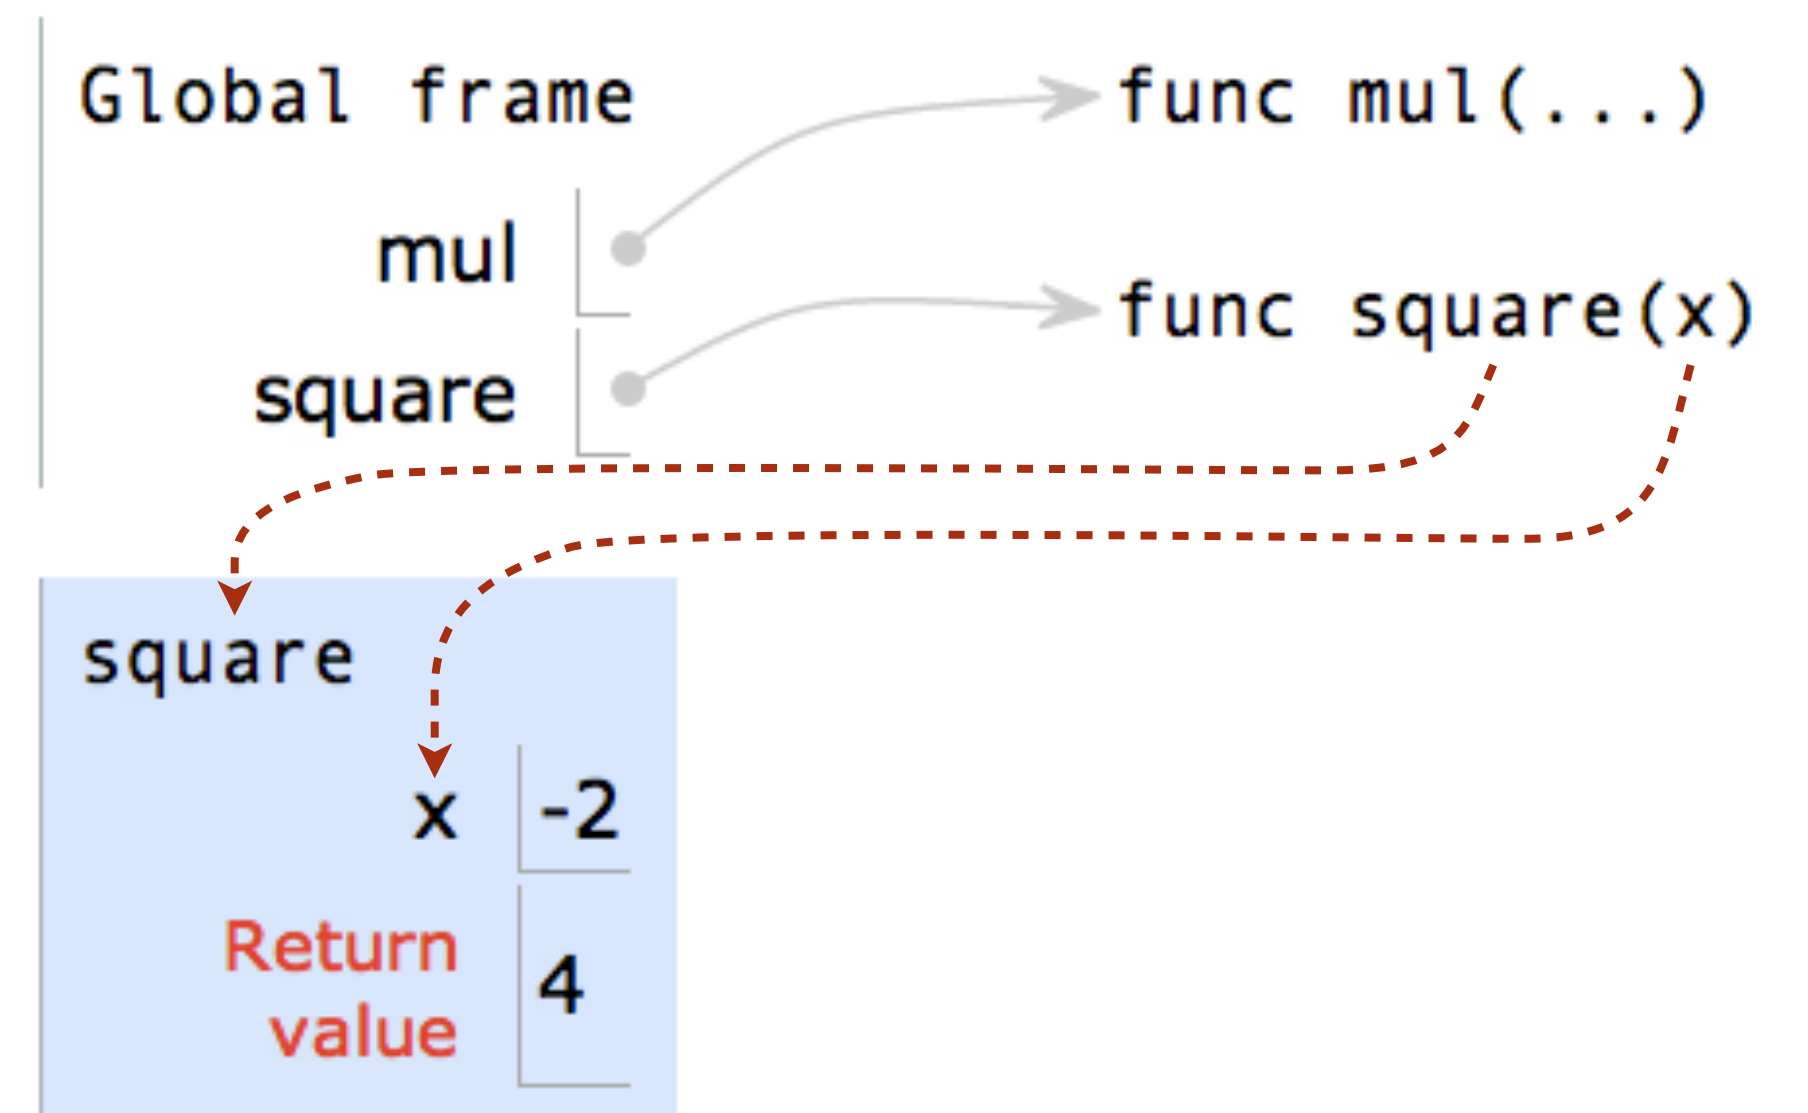 Global frame
func mul(...)
mul
func square(x)
square
square
x -2
Return
value
4